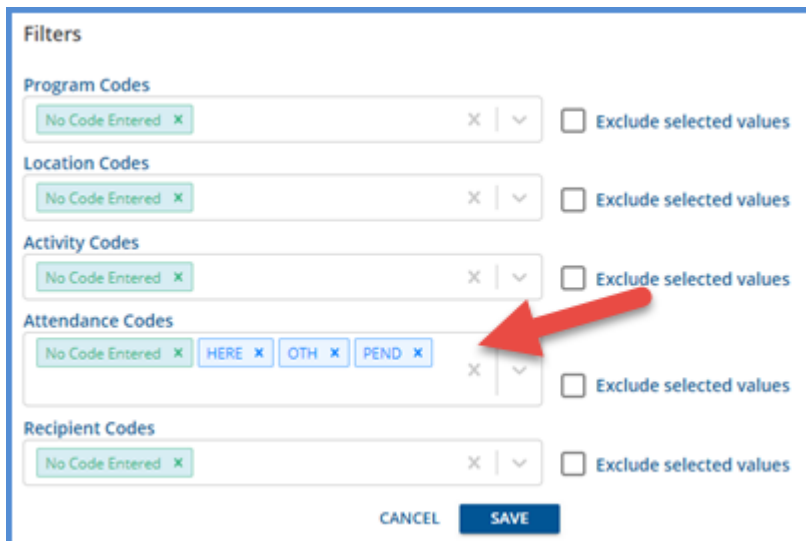 Filters
Program Codes
No Code Entered × Exclude selected values
Location Codes
No Code Entered × Exclude selected values
Activity Codes
No Code Entered × Exclude selected values
Attendance Codes
No Code Entered × HERE × OTH × PEND ×
Exclude selected values
Recipient Codes
No Code Entered × Exclude selected values
CANCEL SAVE